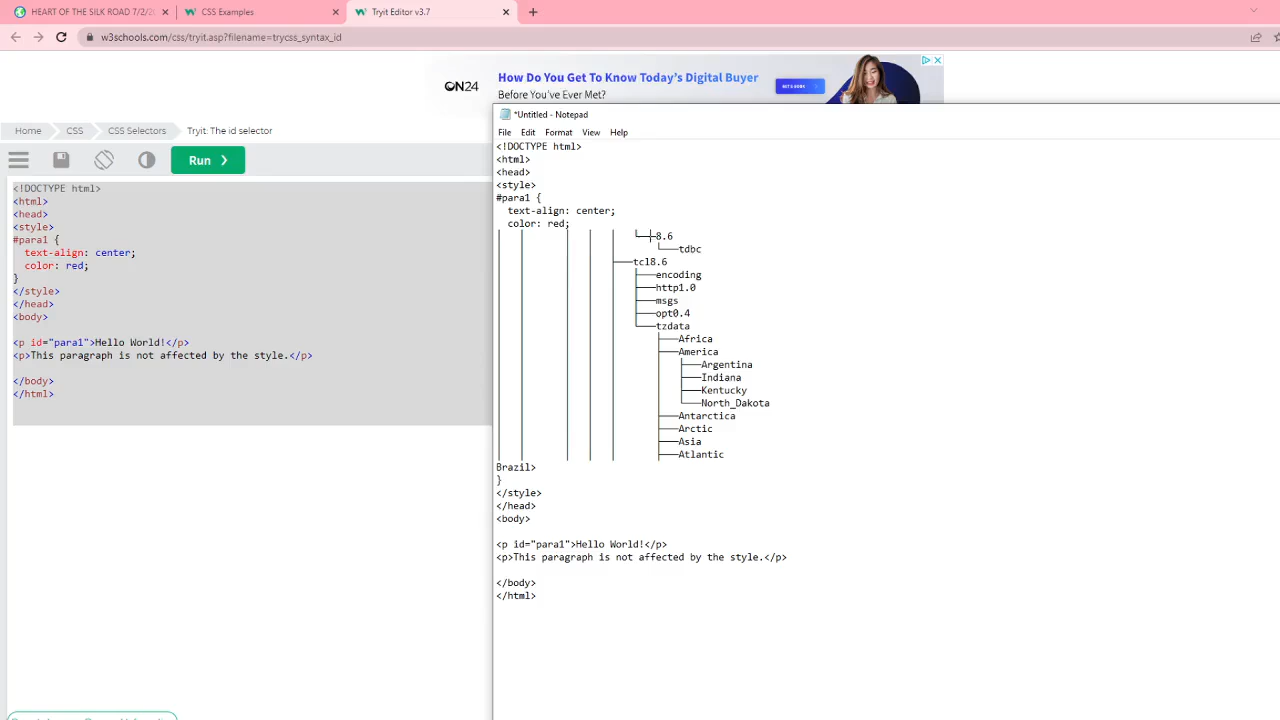 HEART OF THE SILK ROAD 7/2/2
CSS Examples
Tryit Editor v3.7
w3schools.com/css/tryit.asp?filename=trycss_syntax_id
ON24
How Do You Get To Know Today's Digital Buyer
Before You've Ever Met?
Home
CSS
CSS Selectors
Tryit: The id selector
Run ❯
<!DOCTYPE html>
<html>
<head>
<style>
#para1 {
  text-align: center;
  color: red;
}
</style>
</head>
<body>
<p id="para1">Hello World!</p>
<p>This paragraph is not affected by the style.</p>
</body>
</html>
*Untitled - Notepad
File Edit Format View Help
<!DOCTYPE html>
<html>
<head>
<style>
#para1 {
  text-align: center;
  color: red;
│   │       │   │   │   └───8.6
│   │       │   │   │       └───tdbc
│   │       │   │   ├───tcl8.6
│   │       │   │   │   ├───encoding
│   │       │   │   │   ├───http1.0
│   │       │   │   │   ├───msgs
│   │       │   │   │   ├───opt0.4
│   │       │   │   │   └───tzdata
│   │       │   │   │       ├───Africa
│   │       │   │   │       ├───America
│   │       │   │   │       │   ├───Argentina
│   │       │   │   │       │   ├───Indiana
│   │       │   │   │       │   ├───Kentucky
│   │       │   │   │       │   └───North_Dakota
│   │       │   │   │       ├───Antarctica
│   │       │   │   │       ├───Arctic
│   │       │   │   │       ├───Asia
│   │       │   │   │       ├───Atlantic
Brazil>
}
</style>
</head>
<body>
<p id="para1">Hello World!</p>
<p>This paragraph is not affected by the style.</p>
</body>
</html>